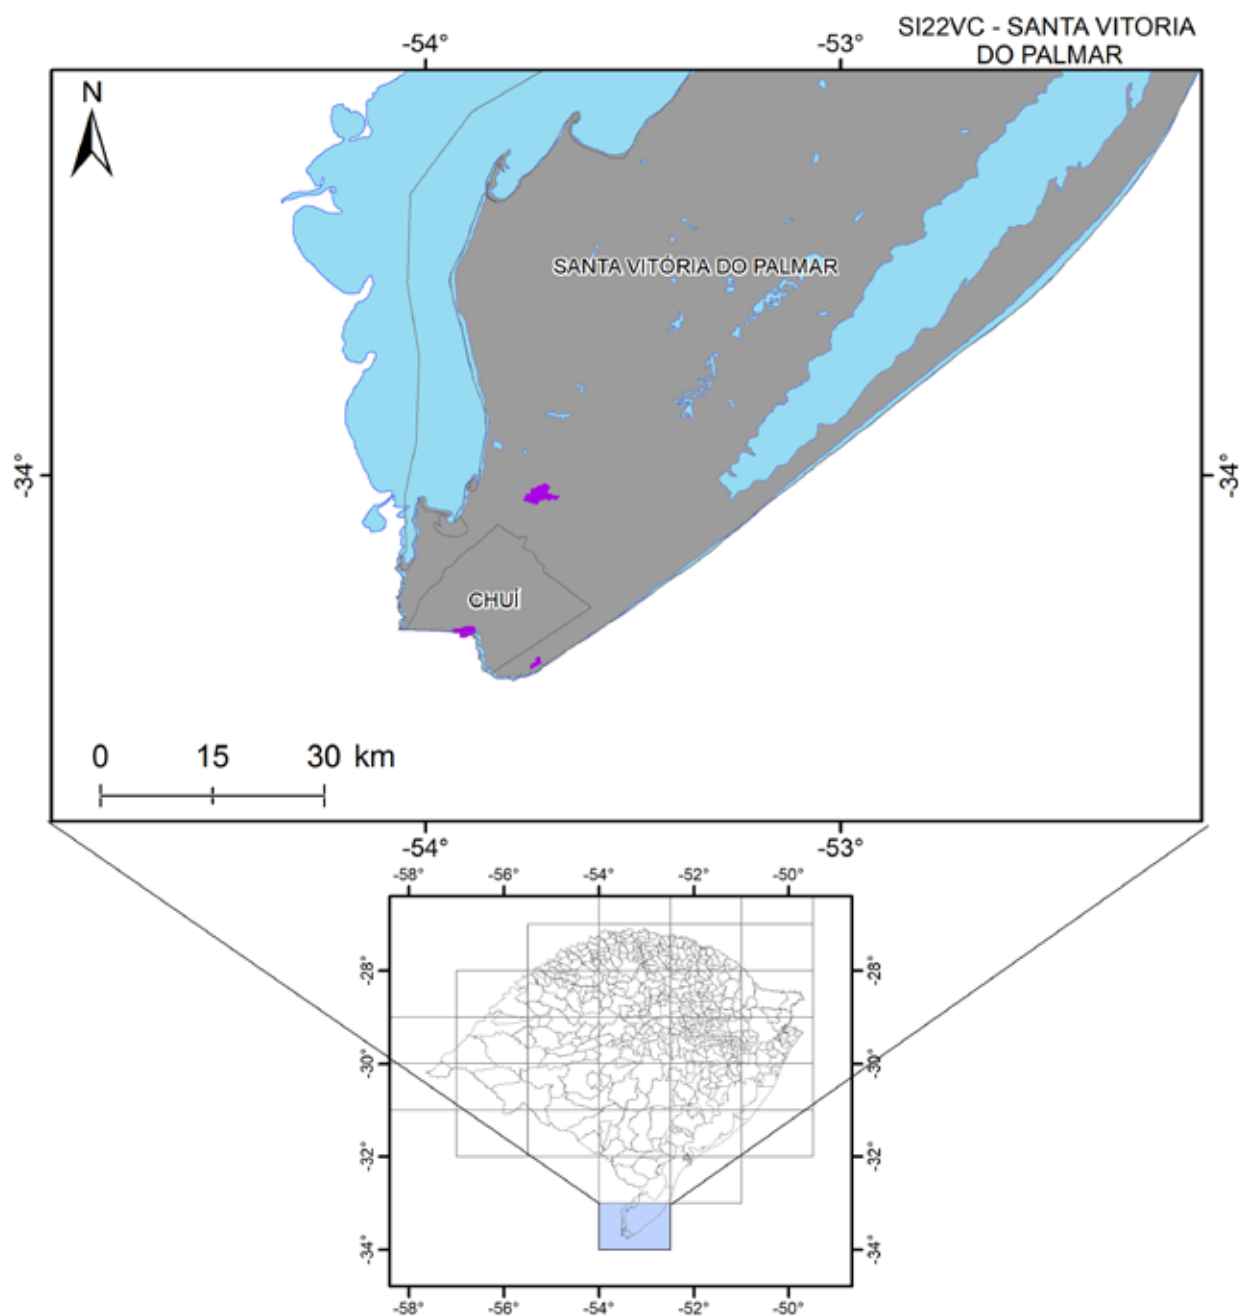 SI22VC - SANTA VITORIA
DO PALMAR
-54° -53°
N
SANTA VITÓRIA DO PALMAR
-34° -34°
CHUÍ
0 15 30 km
-54° -53°
-58° -56° -54° -52° -50°
-28° -28°
-30° -30°
-32° -32°
-34° -34°
-58° -56° -54° -52° -50°